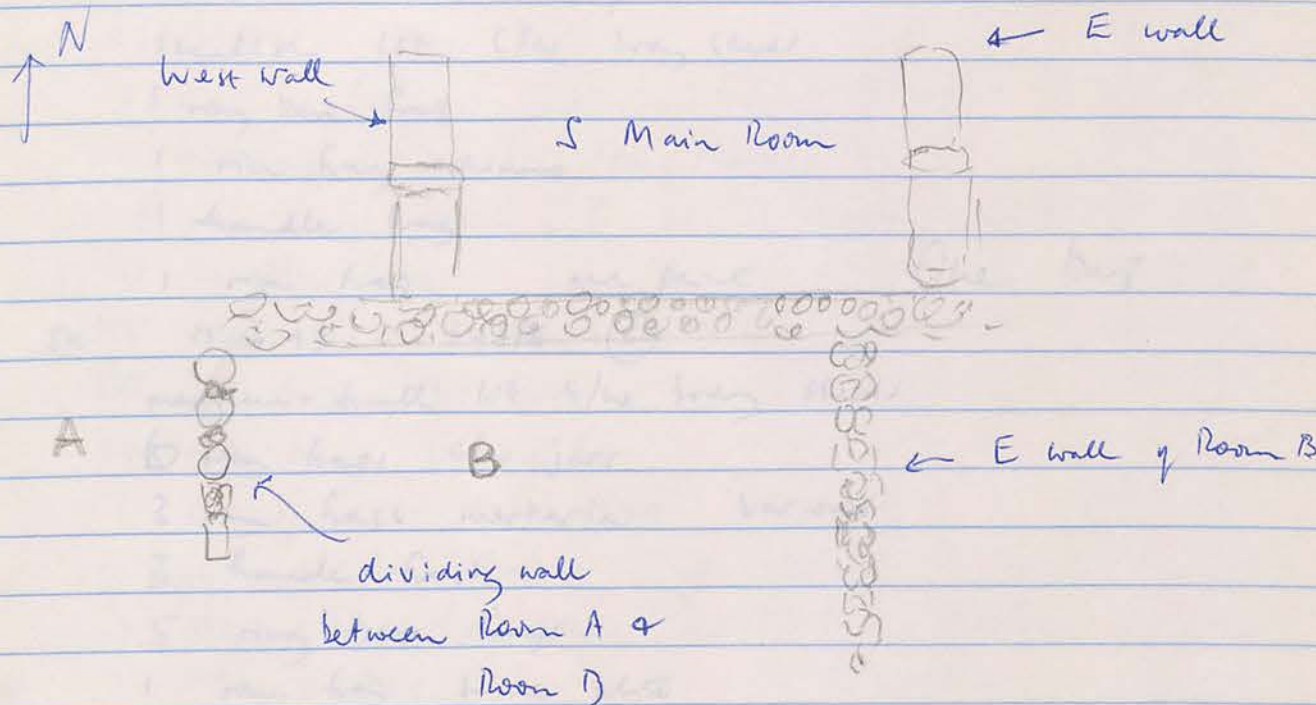 N
← E wall
West wall
S Main Room
A
B
← E wall of Room B
dividing wall
between Room A &
Room B